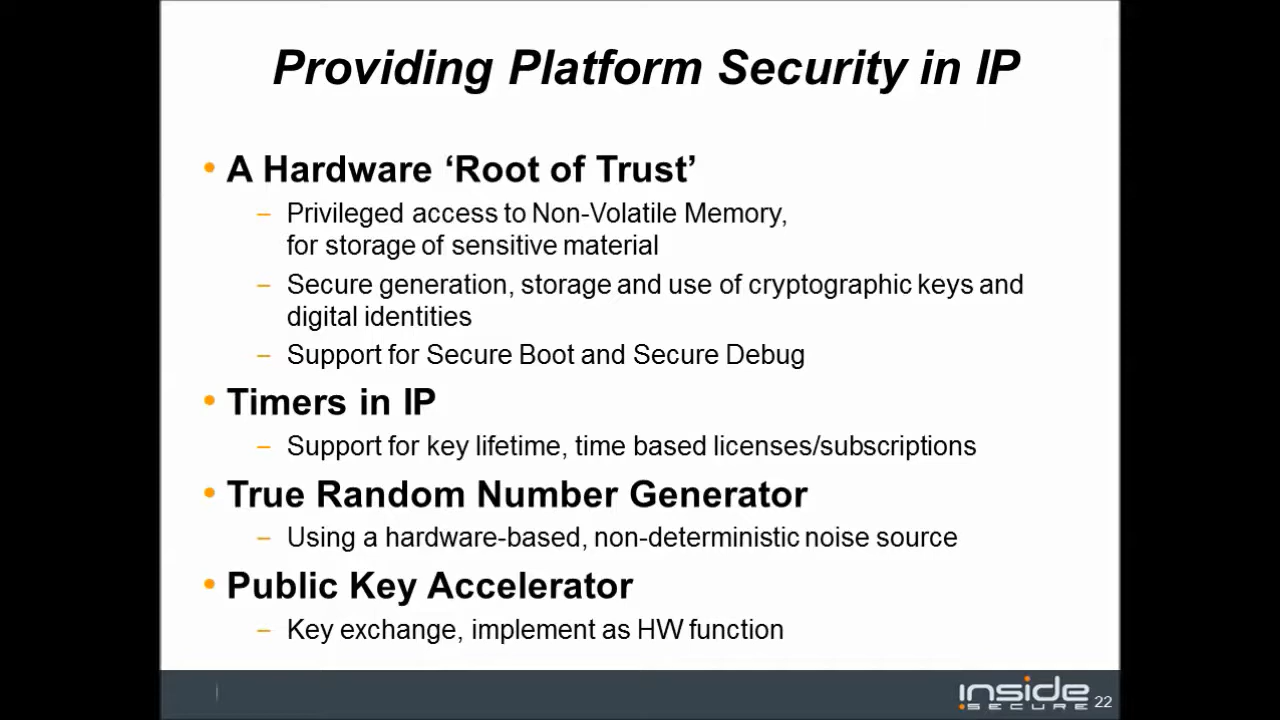 Providing Platform Security in IP
• A Hardware ‘Root of Trust’
– Privileged access to Non-Volatile Memory,
for storage of sensitive material
– Secure generation, storage and use of cryptographic keys and
digital identities
– Support for Secure Boot and Secure Debug
• Timers in IP
– Support for key lifetime, time based licenses/subscriptions
• True Random Number Generator
– Using a hardware-based, non-deterministic noise source
• Public Key Accelerator
– Key exchange, implement as HW function
inside
SECURE
22